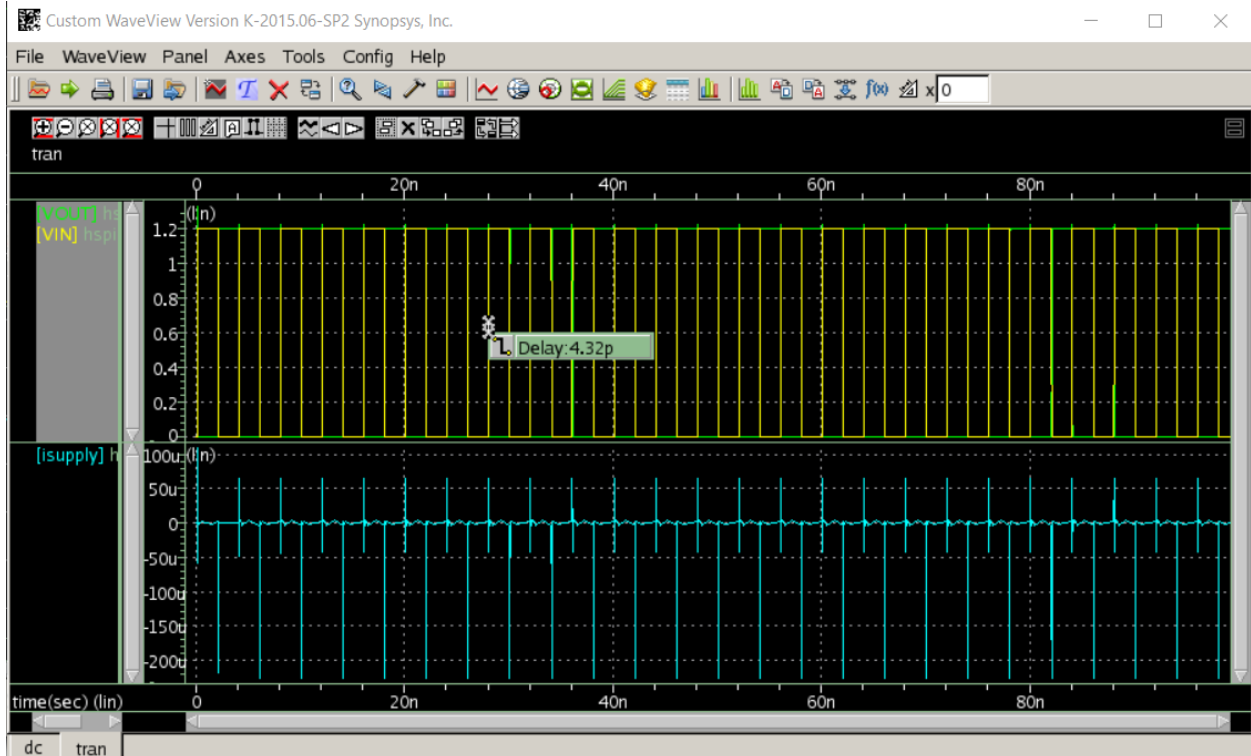 Custom WaveView Version K-2015.06-SP2 Synopsys, Inc.
File WaveView Panel Axes Tools Config Help
f(x) x 0
tran
0 20n 40n 60n 80n
[VOUT] hs (lin)
[VIN] hspi 1.2
1
0.8
0.6
Delay:4.32p
0.4
0.2
0
[isupply] h 100u (lin)
50u
0
-50u
-100u
-150u
-200u
time(sec) (lin) 0 20n 40n 60n 80n
dc tran